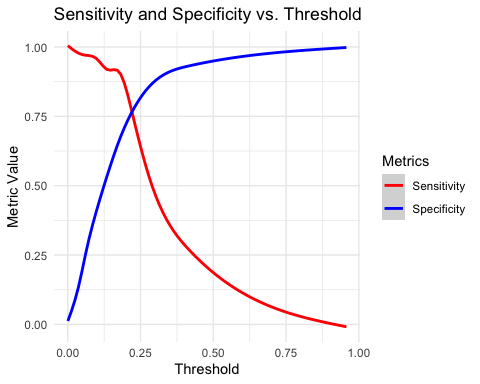 Sensitivity and Specificity vs. Threshold
1.00
0.75
0.50
0.25
0.00
Metric Value
0.00 0.25 0.50 0.75 1.00
Threshold
Metrics
Sensitivity
Specificity